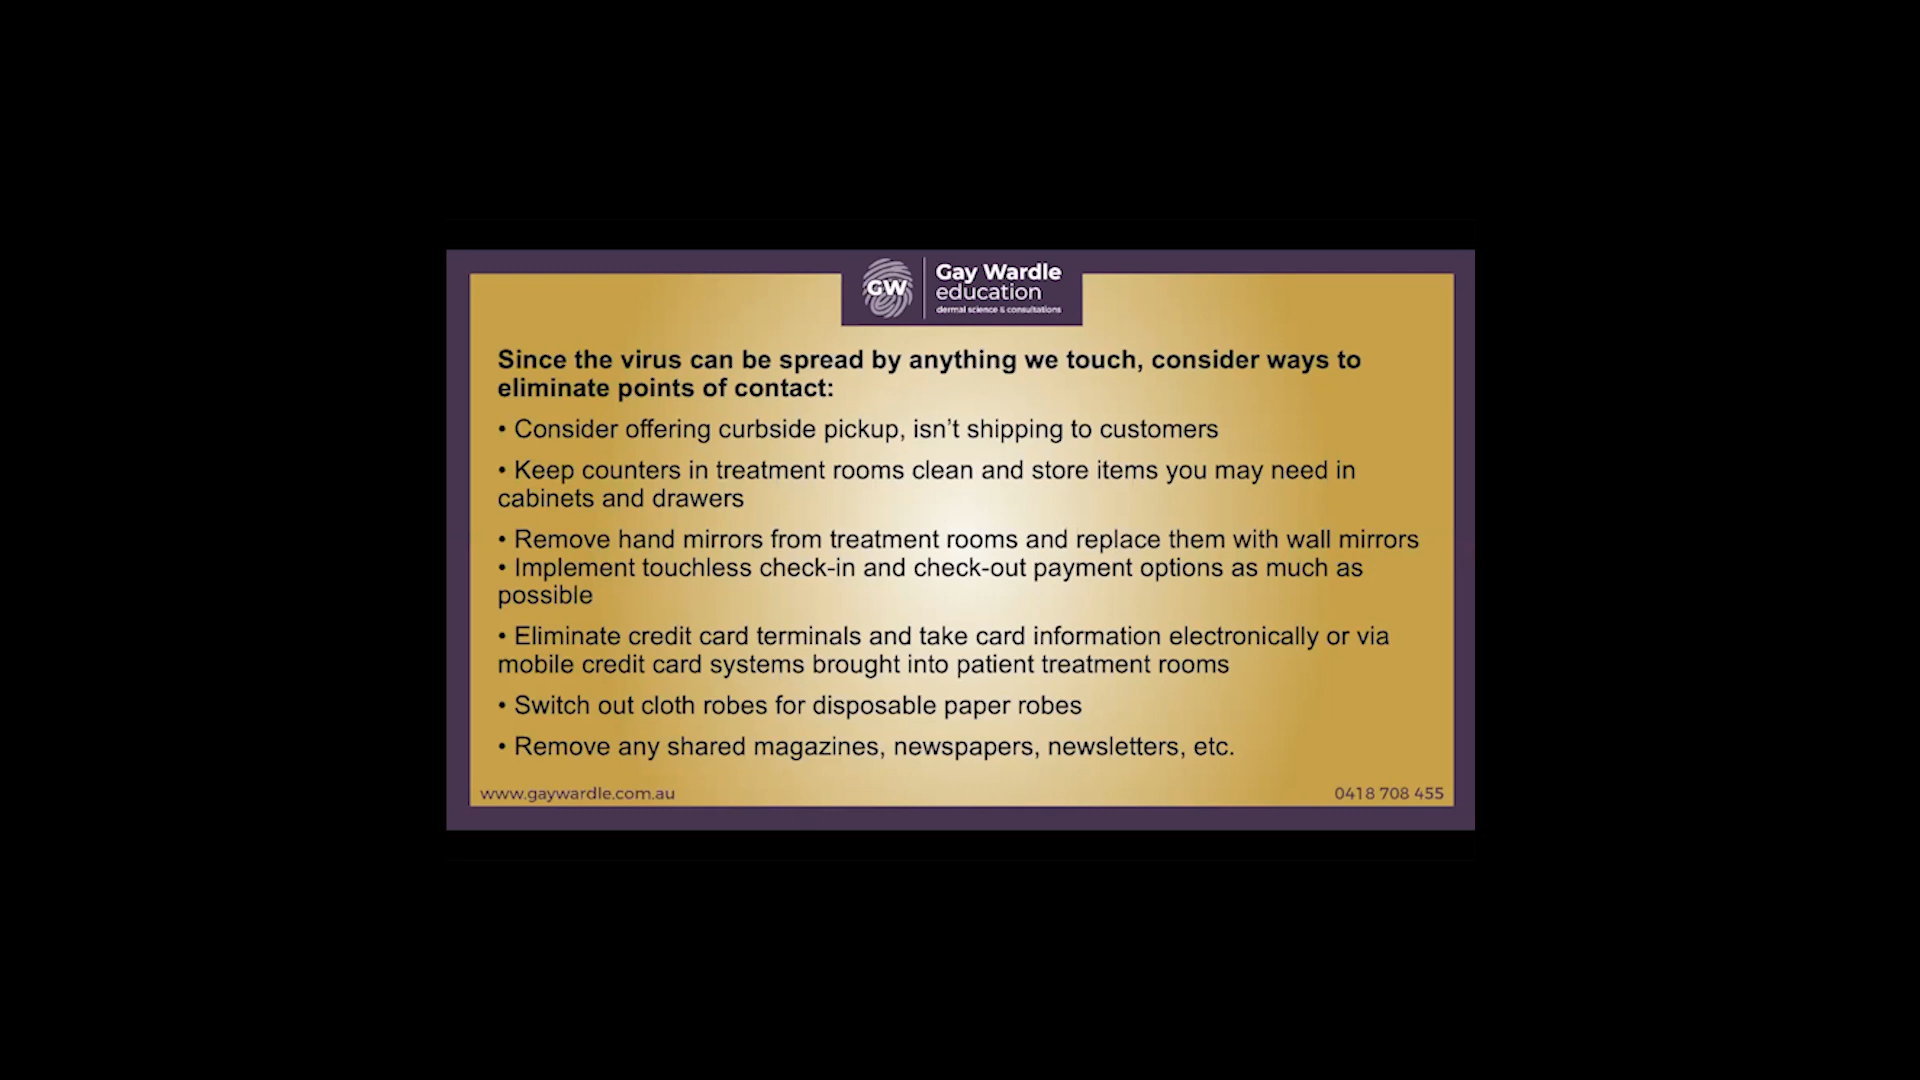 GW
Gay Wardle
education
dermal science & consultations
Since the virus can be spread by anything we touch, consider ways to
eliminate points of contact:
• Consider offering curbside pickup, isn’t shipping to customers
• Keep counters in treatment rooms clean and store items you may need in
cabinets and drawers
• Remove hand mirrors from treatment rooms and replace them with wall mirrors
• Implement touchless check-in and check-out payment options as much as
possible
• Eliminate credit card terminals and take card information electronically or via
mobile credit card systems brought into patient treatment rooms
• Switch out cloth robes for disposable paper robes
• Remove any shared magazines, newspapers, newsletters, etc.
www.gaywardle.com.au
0418 708 455